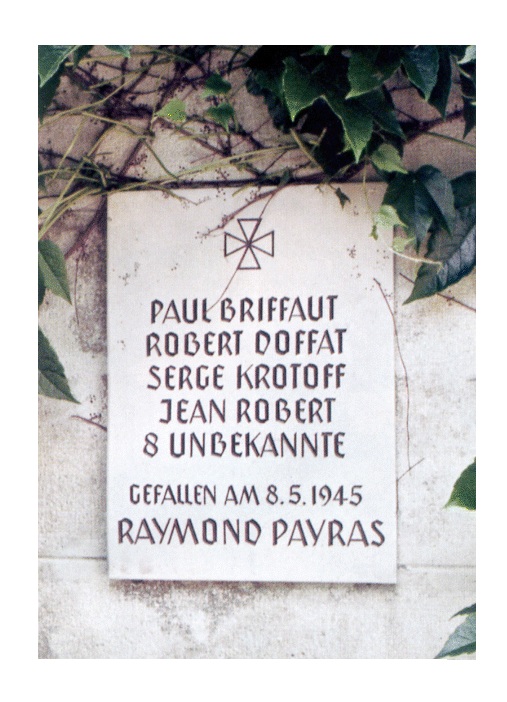 PAUL BRIFFAUT
ROBERT DOFFAT
SERGE KROTOFF
JEAN ROBERT
8 UNBEKANNTE
GEFALLEN AM 8.5.1945
RAYMOND PAYRAS